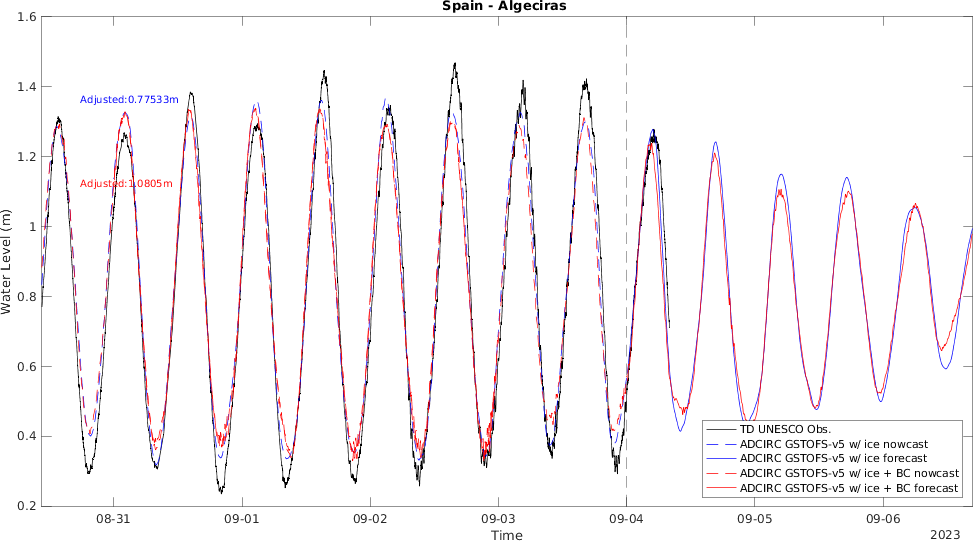 Spain - Algeciras
1.6
1.4
1.2
1
0.8
0.6
0.4
0.2
Water Level (m)
Adjusted:0.77533m
Adjusted:1.0805m
TD UNESCO Obs.
ADCIRC GSTOFS-v5 w/ ice nowcast
ADCIRC GSTOFS-v5 w/ ice forecast
ADCIRC GSTOFS-v5 w/ ice + BC nowcast
ADCIRC GSTOFS-v5 w/ ice + BC forecast
08-31 09-01 09-02 09-03 09-04 09-05 09-06
Time
2023